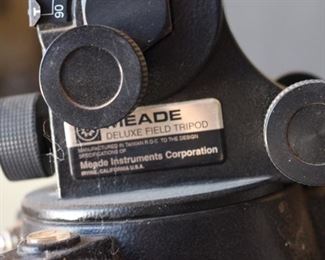 90
MEADE
DELUXE FIELD TRIPOD
MANUFACTURED IN TAIWAN R.O.C. TO THE DESIGN
SPECIFICATIONS OF
Meade Instruments Corporation
IRVINE, CALIFORNIA U.S.A.